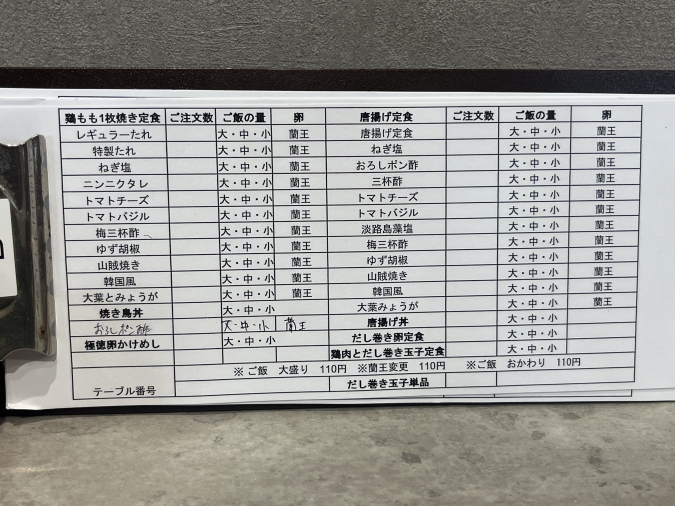 鶏もも1枚焼き定食 ご注文数 ご飯の量 卵 唐揚げ定食 ご注文数 ご飯の量 卵
レギュラーたれ 大・中・小 蘭王 唐揚げ定食 大・中・小 蘭王
特製たれ 大・中・小 蘭王 ねぎ塩 大・中・小 蘭王
ねぎ塩 大・中・小 蘭王 おろしポン酢 大・中・小 蘭王
ニンニクタレ 大・中・小 蘭王 三杯酢 大・中・小 蘭王
トマトチーズ 大・中・小 蘭王 トマトチーズ 大・中・小 蘭王
トマトバジル 大・中・小 蘭王 トマトバジル 大・中・小 蘭王
梅三杯酢 大・中・小 蘭王 淡路島藻塩 大・中・小 蘭王
ゆず胡椒 大・中・小 蘭王 梅三杯酢 大・中・小 蘭王
山賊焼き 大・中・小 蘭王 ゆず胡椒 大・中・小 蘭王
韓国風 大・中・小 蘭王 山賊焼き 大・中・小 蘭王
大葉とみょうが 大・中・小 蘭王 韓国風 大・中・小 蘭王
焼き鳥丼 大・中・小 大葉みょうが 大・中・小 蘭王
おろしポン酢 大・中・小 蘭王 唐揚げ丼 大・中・小
極徳卵かけめし 大・中・小 だし巻き卵定食 大・中・小
鶏肉とだし巻き玉子定食 大・中・小
※ご飯 大盛り 110円 ※蘭王変更 110円 ※ご飯 おかわり 110円
テーブル番号 だし巻き玉子単品